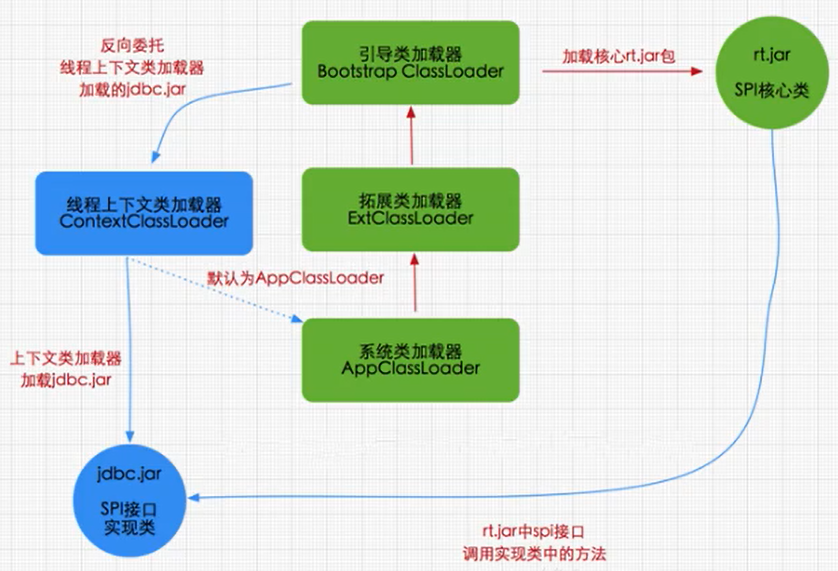 反向委托
线程上下文类加载器
加载的jdbc.jar
引导类加载器
Bootstrap ClassLoader
加载核心rt.jar包
rt.jar
SPI核心类
线程上下文类加载器
ContextClassLoader
拓展类加载器
ExtClassLoader
默认为AppClassLoader
系统类加载器
AppClassLoader
上下文类加载器
加载jdbc.jar
jdbc.jar
SPI接口
实现类
rt.jar中spi接口
调用实现类中的方法